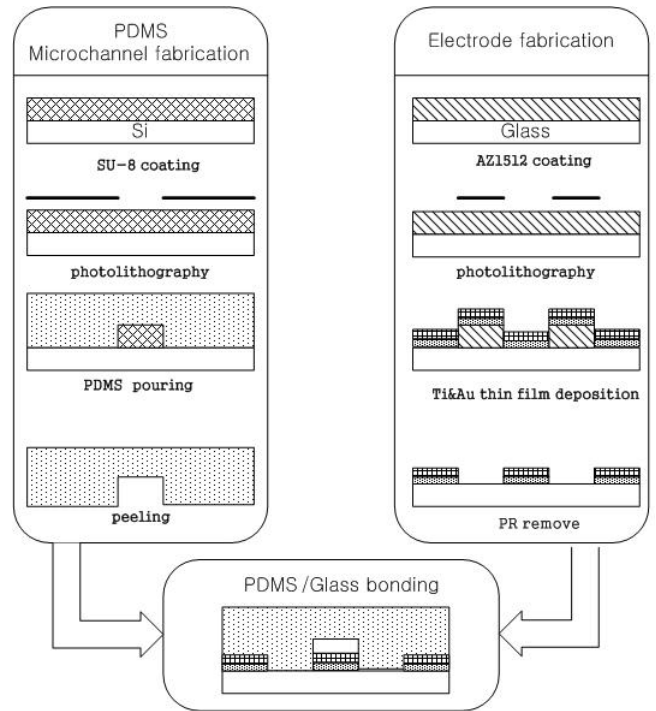 PDMS
Microchannel fabrication
Si
SU-8 coating
photolithography
PDMS pouring
peeling
Electrode fabrication
Glass
AZ1512 coating
photolithography
Ti&Au thin film deposition
PR remove
PDMS/Glass bonding